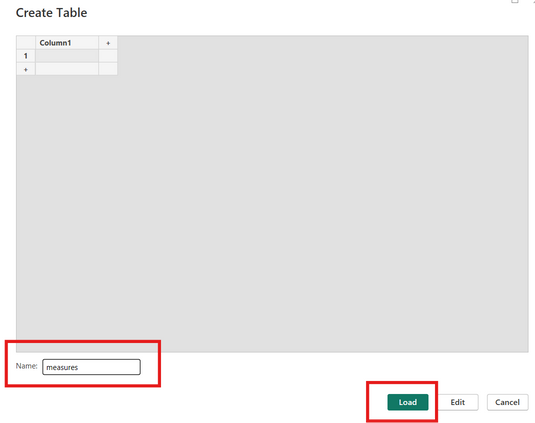 Create Table
Column1 +
1
+
Name: measures
Load Edit Cancel